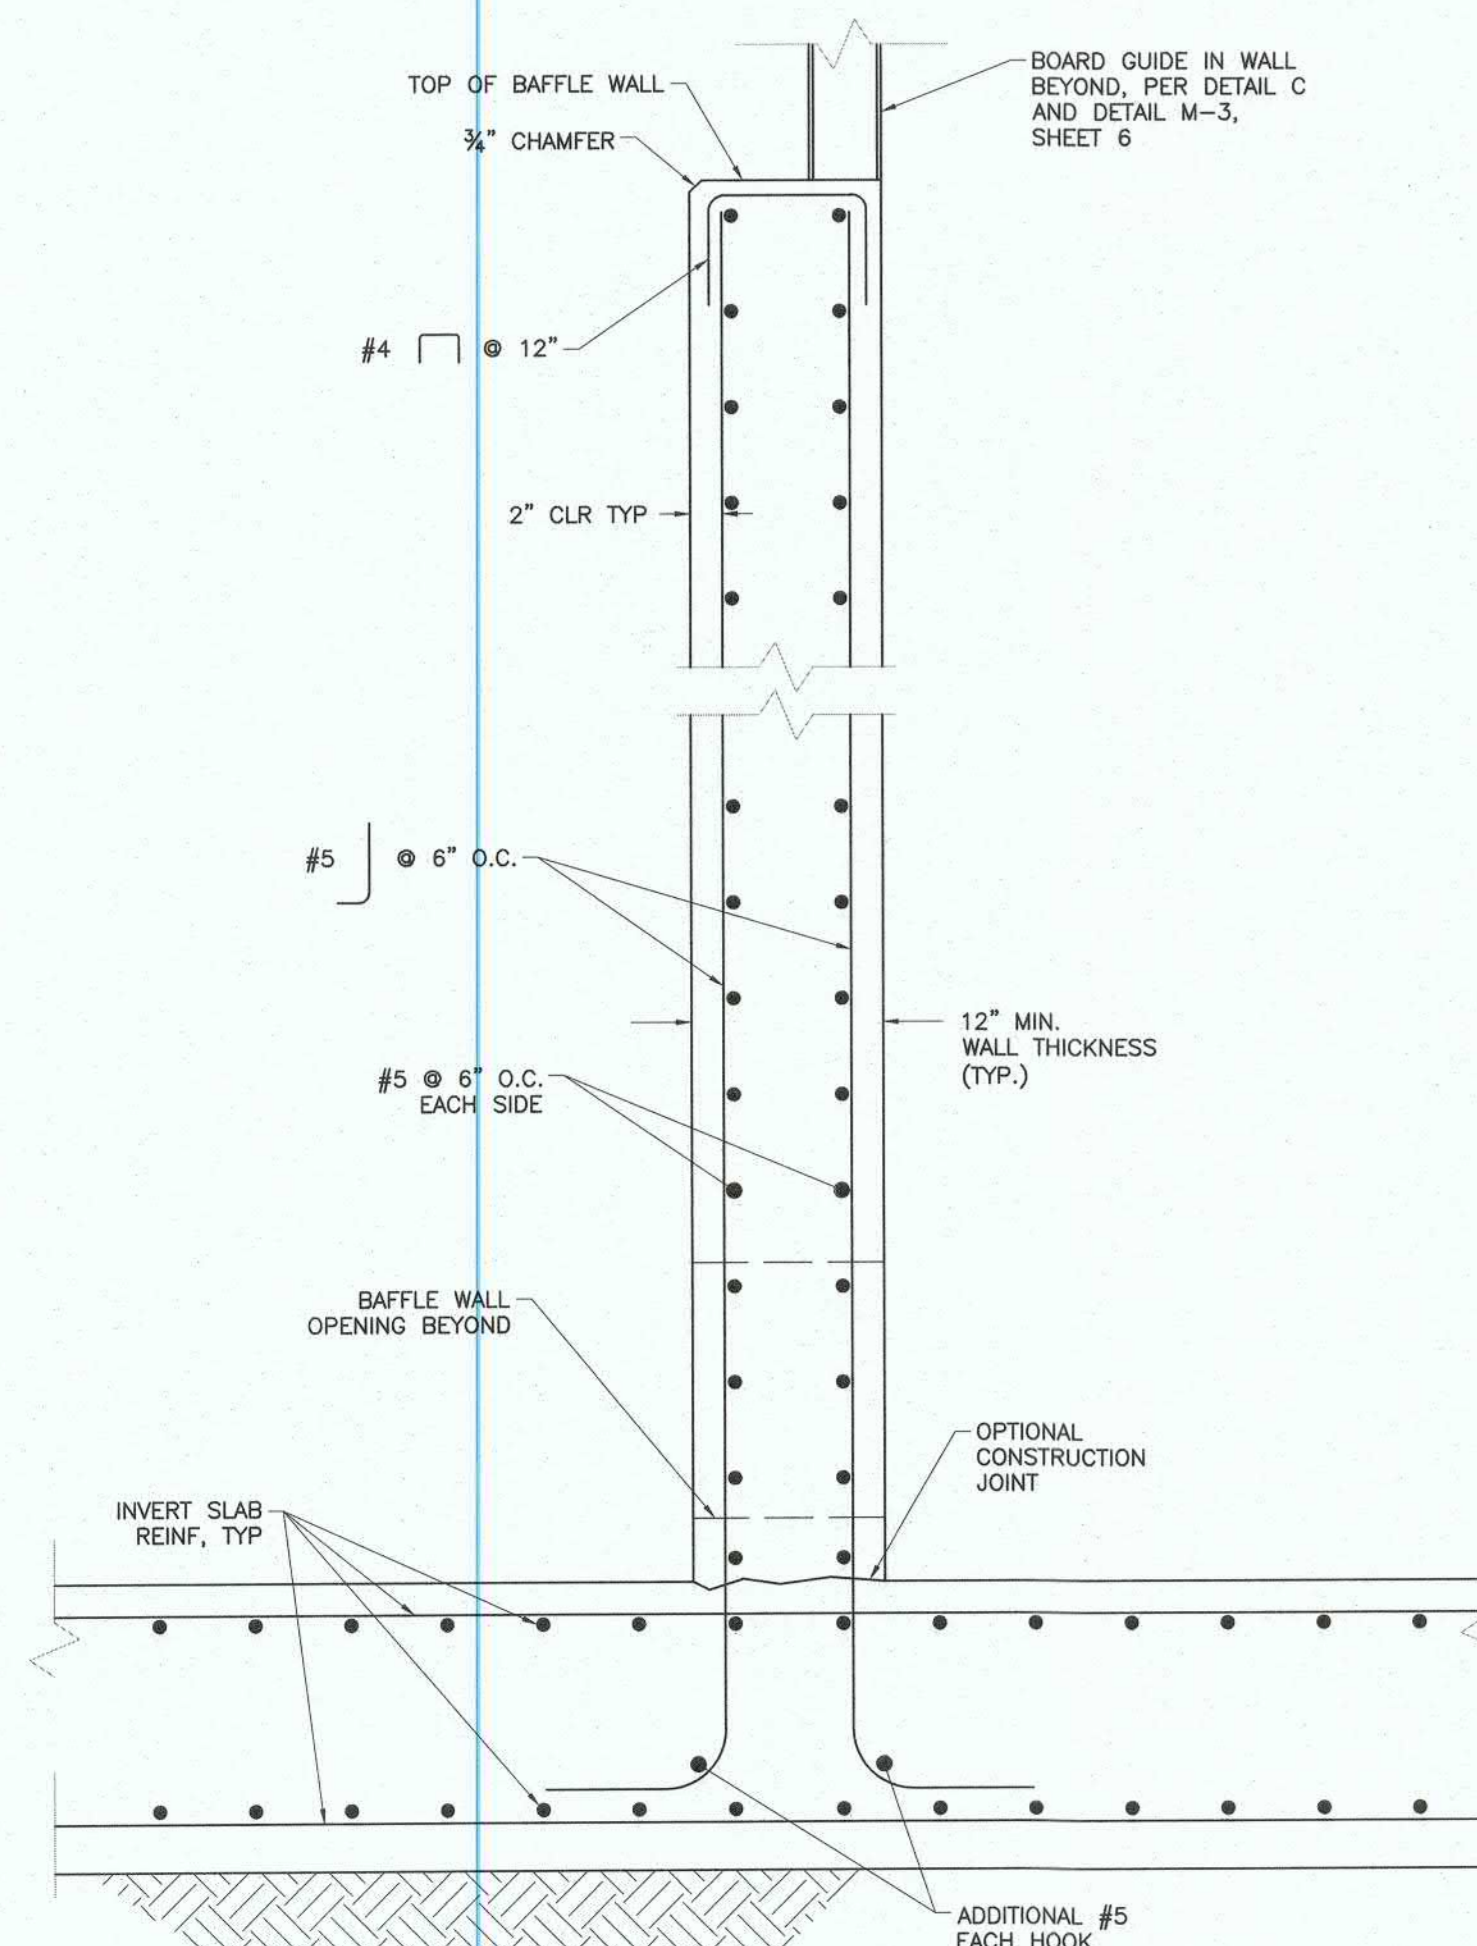 TOP OF BAFFLE WALL
¾" CHAMFER
BOARD GUIDE IN WALL
BEYOND, PER DETAIL C
AND DETAIL M-3,
SHEET 6
#4 @ 12"
2" CLR TYP
#5 @ 6" O.C.
12" MIN.
WALL THICKNESS
(TYP.)
#5 @ 6" O.C.
EACH SIDE
BAFFLE WALL
OPENING BEYOND
OPTIONAL
CONSTRUCTION
JOINT
INVERT SLAB
REINF, TYP
ADDITIONAL #5
EACH HOOK